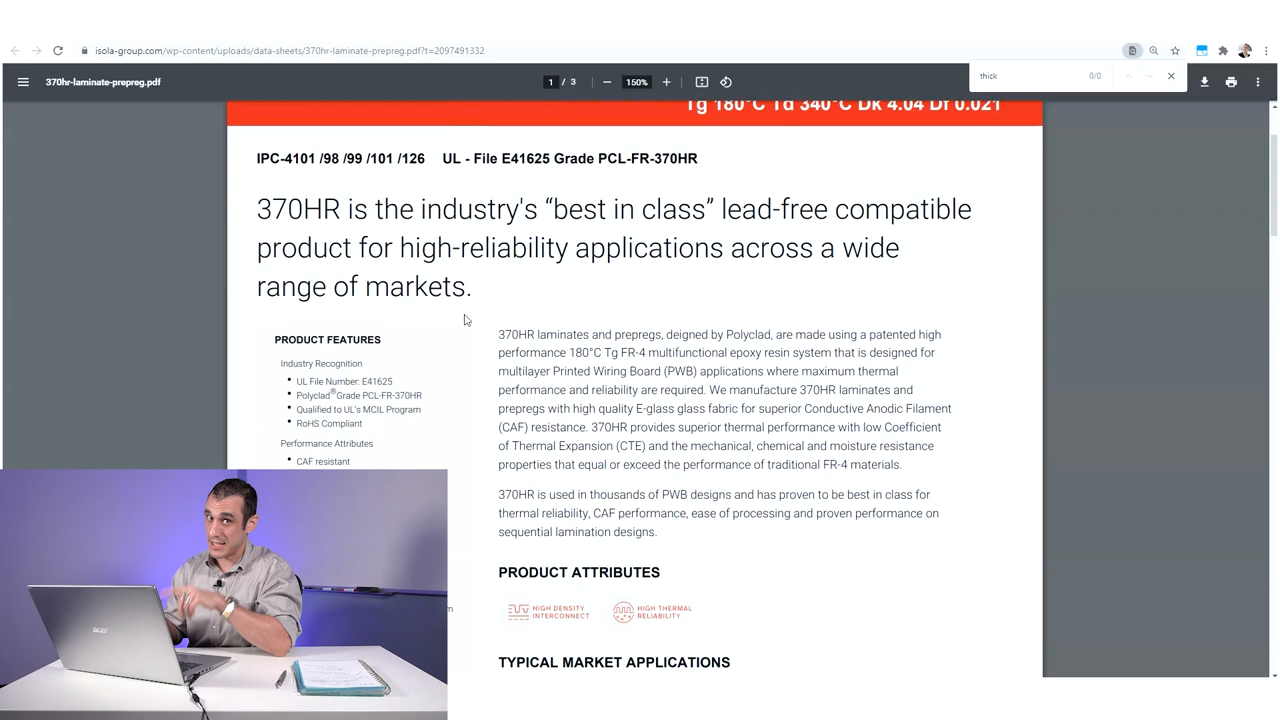 isola-group.com/wp-content/uploads/data-sheets/370hr-laminate-prepreg.pdf?t=2097491332
370hr-laminate-prepreg.pdf
1 / 3
150%
thick
0/0
Tg 180°C Td 340°C Dk 4.04 Df 0.021
IPC-4101 /98 /99 /101 /126 UL - File E41625 Grade PCL-FR-370HR
370HR is the industry's “best in class” lead-free compatible
product for high-reliability applications across a wide
range of markets.
PRODUCT FEATURES
Industry Recognition
• UL File Number: E41625
• Polyclad® Grade PCL-FR-370HR
• Qualified to UL's MCIL Program
• RoHS Compliant
Performance Attributes
• CAF resistant
370HR laminates and prepregs, deigned by Polyclad, are made using a patented high
performance 180°C Tg FR-4 multifunctional epoxy resin system that is designed for
multilayer Printed Wiring Board (PWB) applications where maximum thermal
performance and reliability are required. We manufacture 370HR laminates and
prepregs with high quality E-glass glass fabric for superior Conductive Anodic Filament
(CAF) resistance. 370HR provides superior thermal performance with low Coefficient
of Thermal Expansion (CTE) and the mechanical, chemical and moisture resistance
properties that equal or exceed the performance of traditional FR-4 materials.
370HR is used in thousands of PWB designs and has proven to be best in class for
thermal reliability, CAF performance, ease of processing and proven performance on
sequential lamination designs.
PRODUCT ATTRIBUTES
HIGH DENSITY
INTERCONNECT
HIGH THERMAL
RELIABILITY
TYPICAL MARKET APPLICATIONS
acer